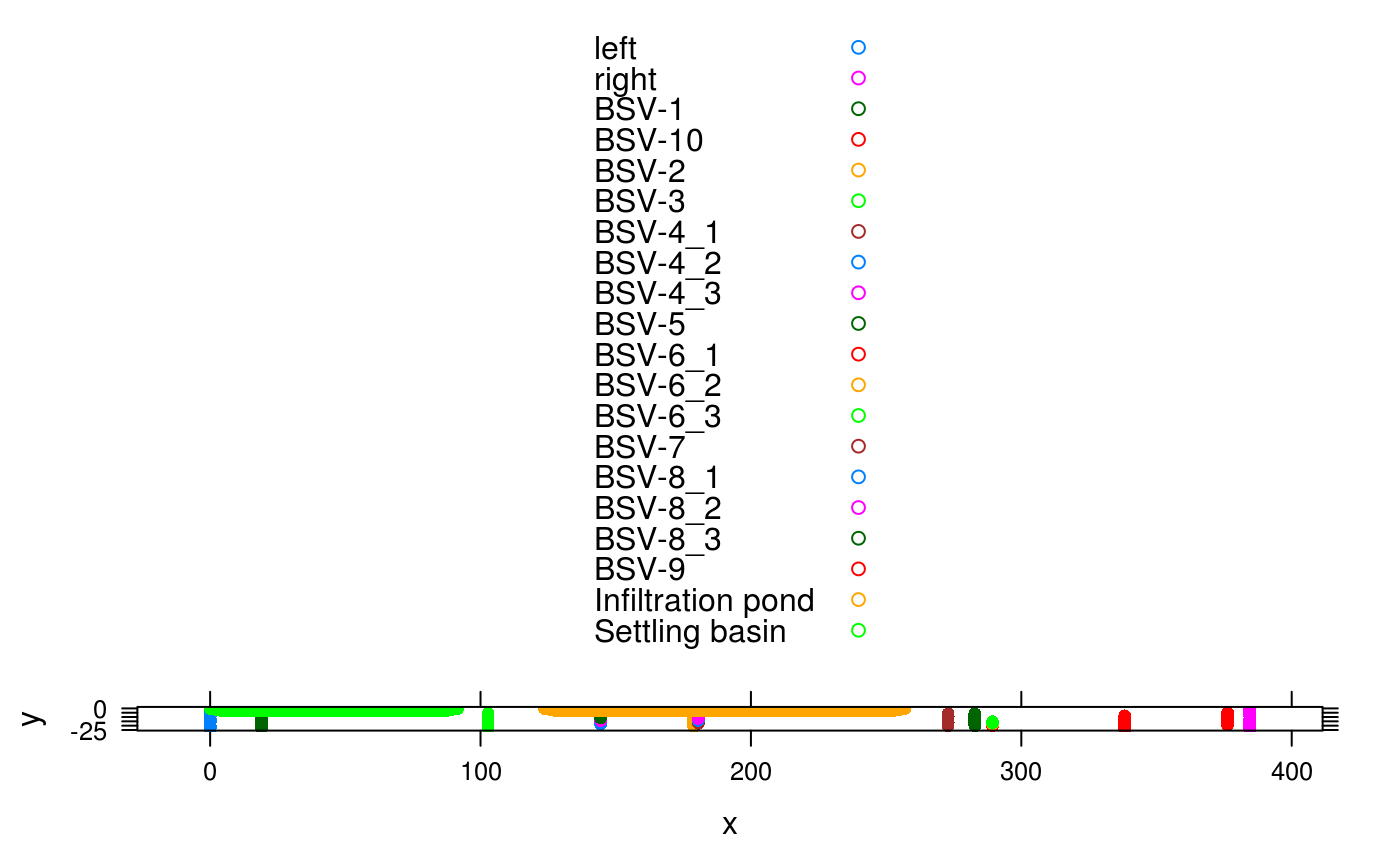 left
right
BSV-1
BSV-10
BSV-2
BSV-3
BSV-4_1
BSV-4_2
BSV-4_3
BSV-5
BSV-6_1
BSV-6_2
BSV-6_3
BSV-7
BSV-8_1
BSV-8_2
BSV-8_3
BSV-9
Infiltration pond
Settling basin
y
0
-25
0 100 200 300 400
x